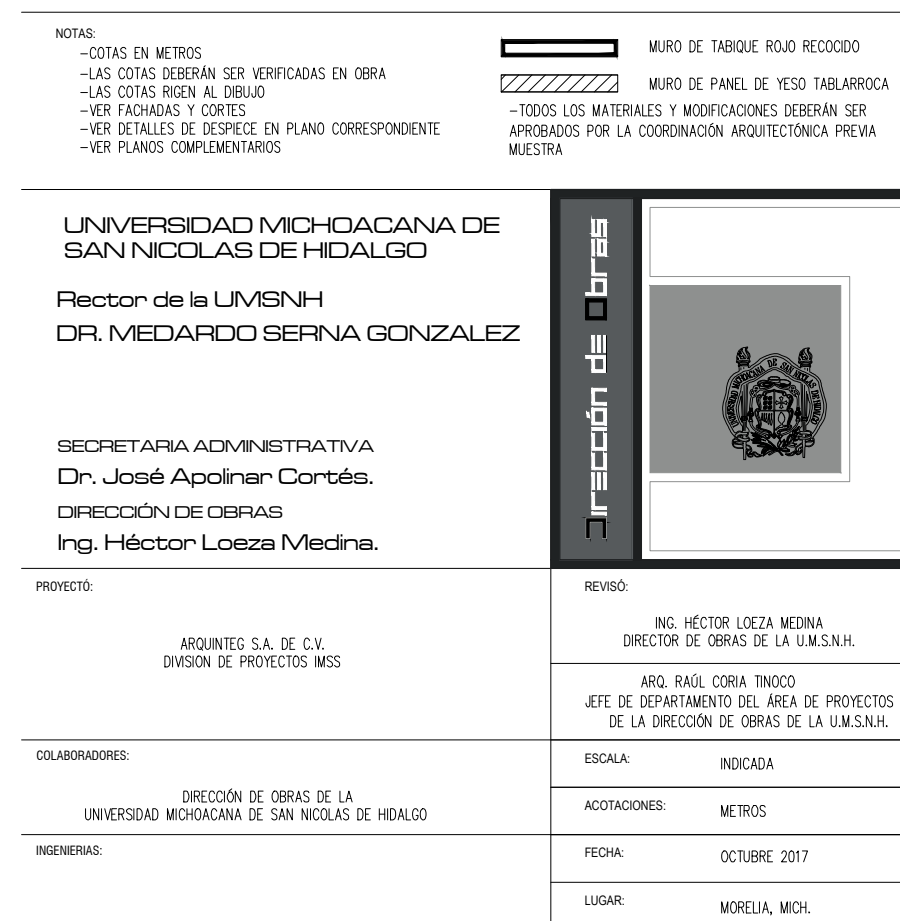 NOTAS:
-COTAS EN METROS
-LAS COTAS DEBERÁN SER VERIFICADAS EN OBRA
-LAS COTAS RIGEN AL DIBUJO
-VER FACHADAS Y CORTES
-VER DETALLES DE DESPIECE EN PLANO CORRESPONDIENTE
-VER PLANOS COMPLEMENTARIOS
MURO DE TABIQUE ROJO RECOCIDO
MURO DE PANEL DE YESO TABLARROCA
-TODOS LOS MATERIALES Y MODIFICACIONES DEBERÁN SER
APROBADOS POR LA COORDINACIÓN ARQUITECTÓNICA PREVIA
MUESTRA
UNIVERSIDAD MICHOACANA DE
SAN NICOLAS DE HIDALGO
Rector de la UMSNH
DR. MEDARDO SERNA GONZALEZ
SECRETARIA ADMINISTRATIVA
Dr. José Apolinar Cortés.
DIRECCIÓN DE OBRAS
Ing. Héctor Loeza Medina.
Dirección de Obras
UNIVERSIDAD MICHOACANA DE SAN NICOLAS DE HIDALGO
PROYECTÓ:
ARQUINTEG S.A. DE C.V.
DIVISION DE PROYECTOS IMSS
REVISÓ:
ING. HÉCTOR LOEZA MEDINA
DIRECTOR DE OBRAS DE LA U.M.S.N.H.
ARQ. RAÚL CORIA TINOCO
JEFE DE DEPARTAMENTO DEL ÁREA DE PROYECTOS
DE LA DIRECCIÓN DE OBRAS DE LA U.M.S.N.H.
COLABORADORES:
DIRECCIÓN DE OBRAS DE LA
UNIVERSIDAD MICHOACANA DE SAN NICOLAS DE HIDALGO
ESCALA: INDICADA
ACOTACIONES: METROS
INGENIERIAS:
FECHA: OCTUBRE 2017
LUGAR: MORELIA, MICH.